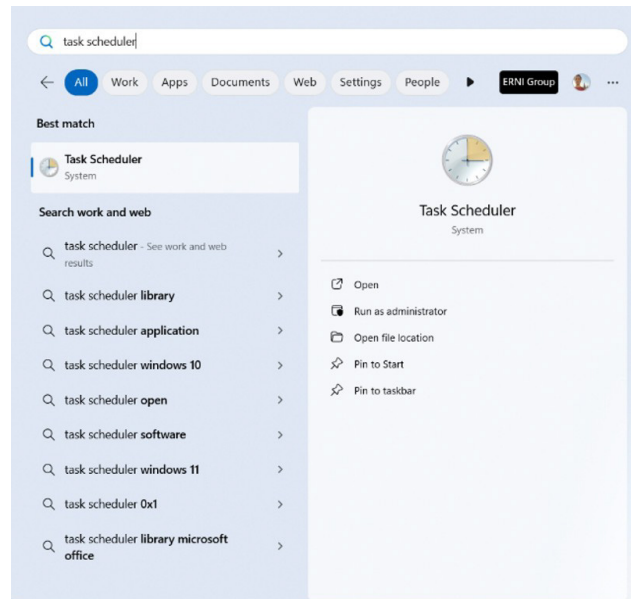 task scheduler
All Work Apps Documents Web Settings People ERNI Group ...
Best match
Task Scheduler
System
Search work and web
task scheduler - See work and web
results
task scheduler library
task scheduler application
task scheduler windows 10
task scheduler open
task scheduler software
task scheduler windows 11
task scheduler 0x1
task scheduler library microsoft
office
Task Scheduler
System
Open
Run as administrator
Open file location
Pin to Start
Pin to taskbar